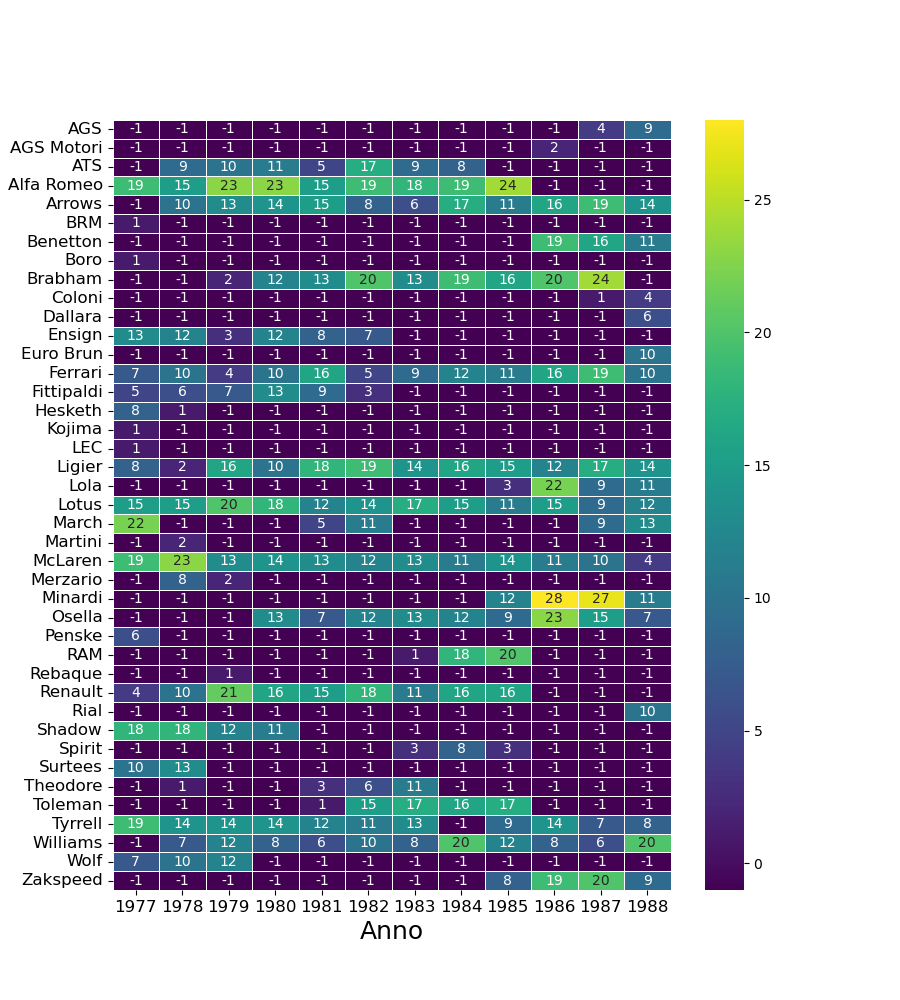 AGS -1 -1 -1 -1 -1 -1 -1 -1 -1 -1 4 9
AGS Motori -1 -1 -1 -1 -1 -1 -1 -1 -1 2 -1 -1
ATS -1 9 10 11 5 17 9 8 -1 -1 -1 -1
Alfa Romeo 19 15 23 23 15 19 18 19 24 -1 -1 -1
Arrows -1 10 13 14 15 8 6 17 11 16 19 14
BRM 1 -1 -1 -1 -1 -1 -1 -1 -1 -1 -1 -1
Benetton -1 -1 -1 -1 -1 -1 -1 -1 -1 19 16 11
Boro 1 -1 -1 -1 -1 -1 -1 -1 -1 -1 -1 -1
Brabham -1 -1 2 12 13 20 13 19 16 20 24 -1
Coloni -1 -1 -1 -1 -1 -1 -1 -1 -1 -1 1 4
Dallara -1 -1 -1 -1 -1 -1 -1 -1 -1 -1 -1 6
Ensign 13 12 3 12 8 7 -1 -1 -1 -1 -1 -1
Euro Brun -1 -1 -1 -1 -1 -1 -1 -1 -1 -1 -1 10
Ferrari 7 10 4 10 16 5 9 12 11 16 19 10
Fittipaldi 5 6 7 13 9 3 -1 -1 -1 -1 -1 -1
Hesketh 8 1 -1 -1 -1 -1 -1 -1 -1 -1 -1 -1
Kojima 1 -1 -1 -1 -1 -1 -1 -1 -1 -1 -1 -1
LEC 1 -1 -1 -1 -1 -1 -1 -1 -1 -1 -1 -1
Ligier 8 2 16 10 18 19 14 16 15 12 17 14
Lola -1 -1 -1 -1 -1 -1 -1 -1 3 22 9 11
Lotus 15 15 20 18 12 14 17 15 11 15 9 12
March 22 -1 -1 -1 5 11 -1 -1 -1 -1 9 13
Martini -1 2 -1 -1 -1 -1 -1 -1 -1 -1 -1 -1
McLaren 19 23 13 14 13 12 13 11 14 11 10 4
Merzario -1 8 2 -1 -1 -1 -1 -1 -1 -1 -1 -1
Minardi -1 -1 -1 -1 -1 -1 -1 -1 12 28 27 11
Osella -1 -1 -1 13 7 12 13 12 9 23 15 7
Penske 6 -1 -1 -1 -1 -1 -1 -1 -1 -1 -1 -1
RAM -1 -1 -1 -1 -1 -1 1 18 20 -1 -1 -1
Rebaque -1 -1 1 -1 -1 -1 -1 -1 -1 -1 -1 -1
Renault 4 10 21 16 15 18 11 16 16 -1 -1 -1
Rial -1 -1 -1 -1 -1 -1 -1 -1 -1 -1 -1 10
Shadow 18 18 12 11 -1 -1 -1 -1 -1 -1 -1 -1
Spirit -1 -1 -1 -1 -1 -1 3 8 3 -1 -1 -1
Surtees 10 13 -1 -1 -1 -1 -1 -1 -1 -1 -1 -1
Theodore -1 1 -1 -1 3 6 11 -1 -1 -1 -1 -1
Toleman -1 -1 -1 -1 1 15 17 16 17 -1 -1 -1
Tyrrell 19 14 14 14 12 11 13 -1 9 14 7 8
Williams -1 7 12 8 6 10 8 20 12 8 6 20
Wolf 7 10 12 -1 -1 -1 -1 -1 -1 -1 -1 -1
Zakspeed -1 -1 -1 -1 -1 -1 -1 -1 8 19 20 9
1977 1978 1979 1980 1981 1982 1983 1984 1985 1986 1987 1988
Anno
25
20
15
10
5
0